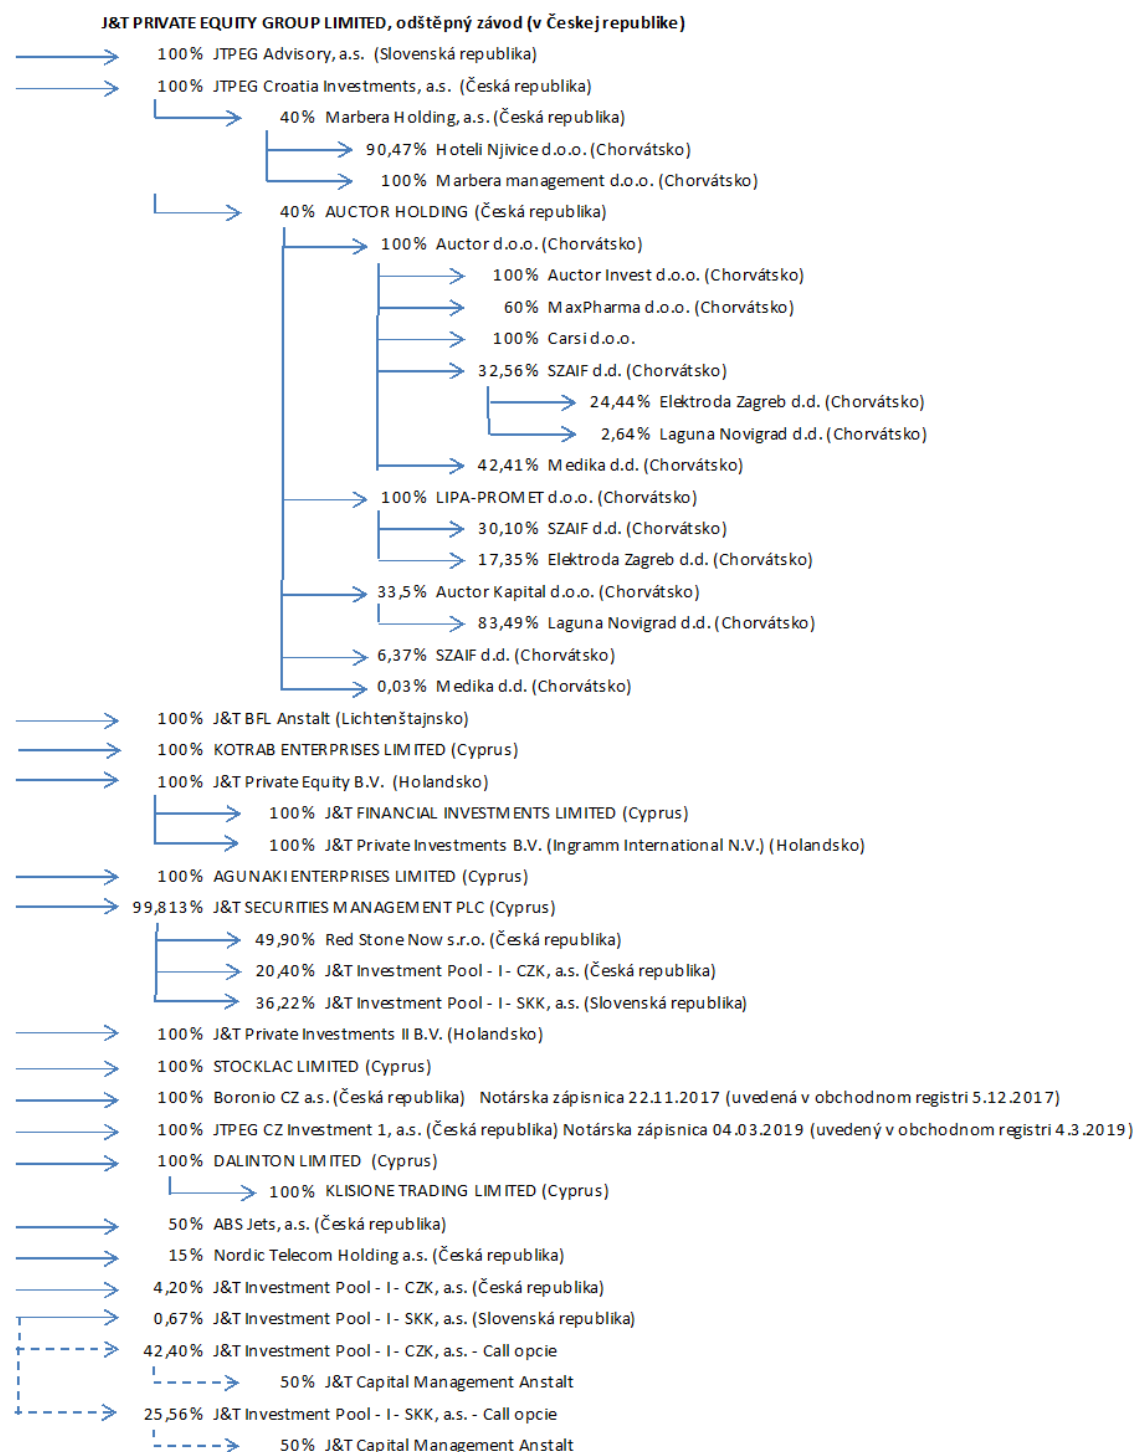 J&T PRIVATE EQUITY GROUP LIMITED, odštěpný závod (v Českej republike)
100% JTPEG Advisory, a.s. (Slovenská republika)
100% JTPEG Croatia Investments, a.s. (Česká republika)
40% Marbera Holding, a.s. (Česká republika)
90,47% Hoteli Njivice d.o.o. (Chorvátsko)
100% Marbera management d.o.o. (Chorvátsko)
40% AUCTOR HOLDING (Česká republika)
100% Auctor d.o.o. (Chorvátsko)
100% Auctor Invest d.o.o. (Chorvátsko)
60% MaxPharma d.o.o. (Chorvátsko)
100% Carsi d.o.o.
32,56% SZAIF d.d. (Chorvátsko)
24,44% Elektroda Zagreb d.d. (Chorvátsko)
2,64% Laguna Novigrad d.d. (Chorvátsko)
42,41% Medika d.d. (Chorvátsko)
100% LIPA-PROMET d.o.o. (Chorvátsko)
30,10% SZAIF d.d. (Chorvátsko)
17,35% Elektroda Zagreb d.d. (Chorvátsko)
33,5% Auctor Kapital d.o.o. (Chorvátsko)
83,49% Laguna Novigrad d.d. (Chorvátsko)
6,37% SZAIF d.d. (Chorvátsko)
0,03% Medika d.d. (Chorvátsko)
100% J&T BFL Anstalt (Lichtenštajnsko)
100% KOTRAB ENTERPRISES LIMITED (Cyprus)
100% J&T Private Equity B.V. (Holandsko)
100% J&T FINANCIAL INVESTMENTS LIMITED (Cyprus)
100% J&T Private Investments B.V. (Ingramm International N.V.) (Holandsko)
100% AGUNAKI ENTERPRISES LIMITED (Cyprus)
99,813% J&T SECURITIES MANAGEMENT PLC (Cyprus)
49,90% Red Stone Now s.r.o. (Česká republika)
20,40% J&T Investment Pool - I - CZK, a.s. (Česká republika)
36,22% J&T Investment Pool - I - SKK, a.s. (Slovenská republika)
100% J&T Private Investments II B.V. (Holandsko)
100% STOCKLAC LIMITED (Cyprus)
100% Boronio CZ a.s. (Česká republika) Notárska zápisnica 22.11.2017 (uvedená v obchodnom registri 5.12.2017)
100% JTPEG CZ Investment 1, a.s. (Česká republika) Notárska zápisnica 04.03.2019 (uvedený v obchodnom registri 4.3.2019)
100% DALINTON LIMITED (Cyprus)
100% KLISIONE TRADING LIMITED (Cyprus)
50% ABS Jets, a.s. (Česká republika)
15% Nordic Telecom Holding a.s. (Česká republika)
4,20% J&T Investment Pool - I - CZK, a.s. (Česká republika)
0,67% J&T Investment Pool - I - SKK, a.s. (Slovenská republika)
42,40% J&T Investment Pool - I - CZK, a.s. - Call opcie
50% J&T Capital Management Anstalt
25,56% J&T Investment Pool - I - SKK, a.s. - Call opcie
50% J&T Capital Management Anstalt